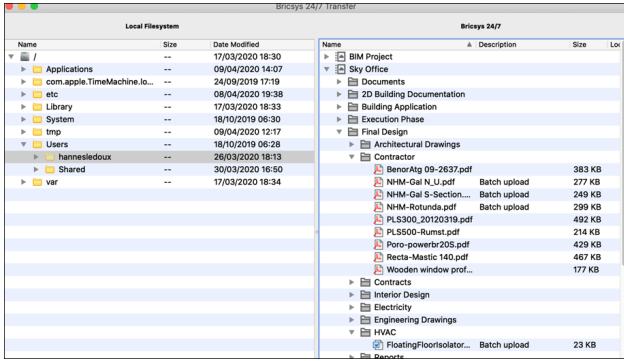 Bricsys 24/7 Transfer
Local Filesystem
Name Size Date Modified
/ -- 17/03/2020 18:30
Applications -- 09/04/2020 14:07
com.apple.TimeMachine.lo... -- 24/09/2019 17:19
etc -- 08/04/2020 19:38
Library -- 17/03/2020 18:33
System -- 18/10/2019 06:30
tmp -- 09/04/2020 12:17
Users -- 18/10/2019 06:28
hannesledoux -- 26/03/2020 18:13
Shared -- 30/03/2020 16:50
var -- 17/03/2020 18:34
Bricsys 24/7
Name Description Size Loc
BIM Project
Sky Office
Documents
2D Building Documentation
Building Application
Execution Phase
Final Design
Architectural Drawings
Contractor
BenorAtg 09-2637.pdf 383 KB
NHM-Gal N_U.pdf Batch upload 277 KB
NHM-Gal S-Section.... Batch upload 249 KB
NHM-Rotunda.pdf Batch upload 299 KB
PLS300_20120319.pdf 492 KB
PLS500-Rumst.pdf 214 KB
Poro-powerbr20S.pdf 429 KB
Recta-Mastic 140.pdf 467 KB
Wooden window prof... 177 KB
Contracts
Interior Design
Electricity
Engineering Drawings
HVAC
FloatingFloorIsolator... Batch upload 23 KB
Reports